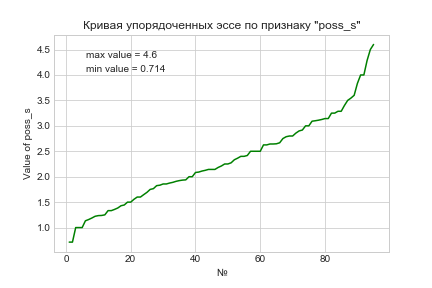 Кривая упорядоченных эссе по признаку "poss_s"
max value = 4.6
min value = 0.714
Value of poss_s
4.5
4.0
3.5
3.0
2.5
2.0
1.5
1.0
0 20 40 60 80
№